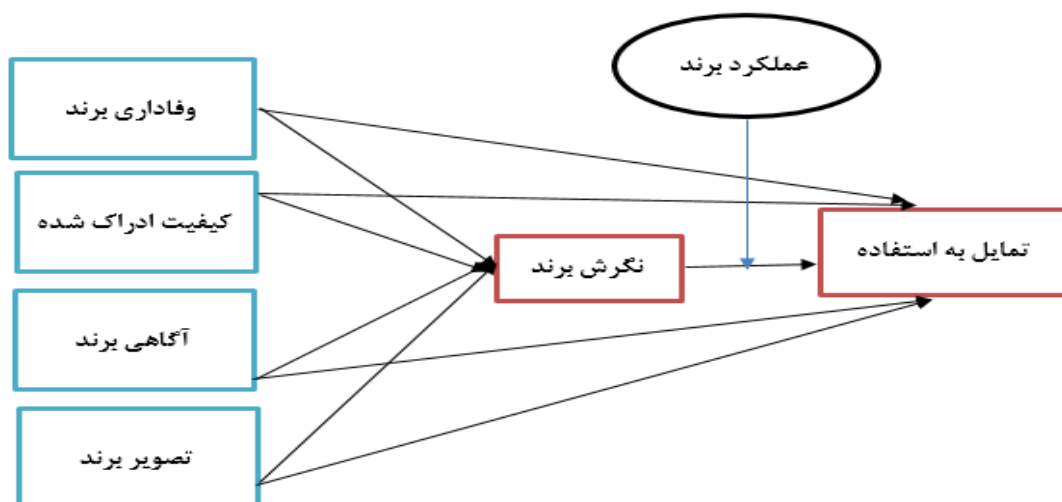 عملکرد برند
وفاداری برند
کیفیت ادراک شده
نگرش برند
تمایل به استفاده
آگاهی برند
تصویر برند